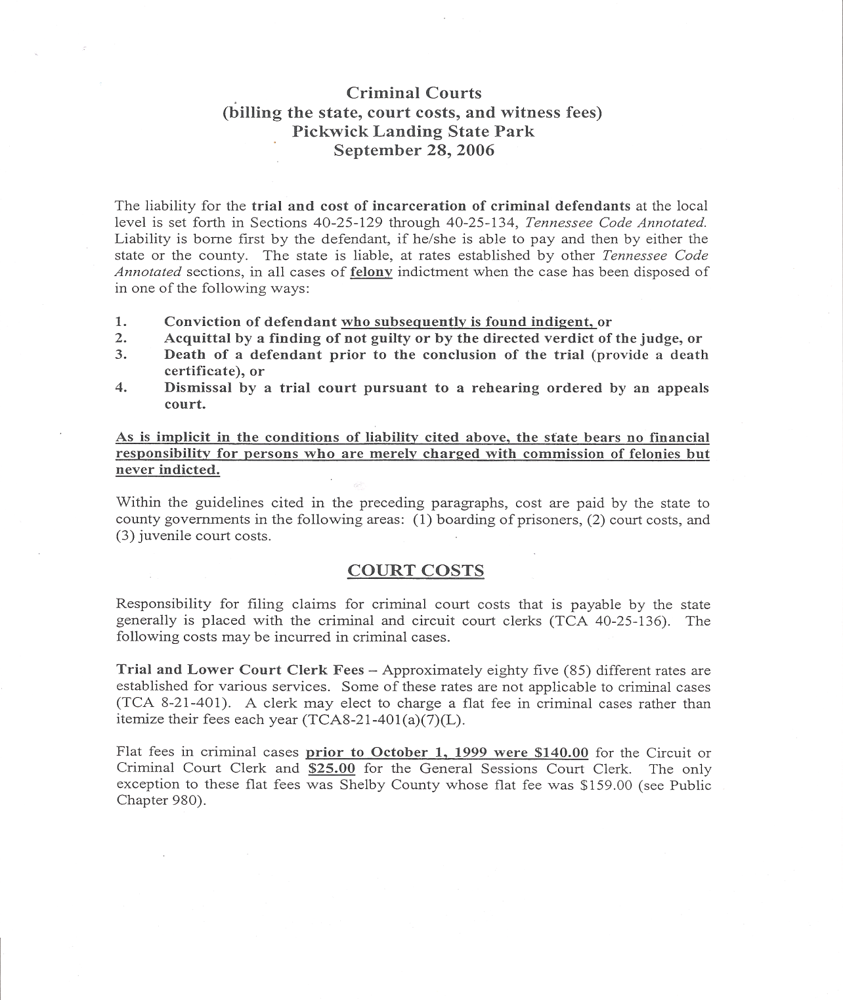 Criminal Courts
(billing the state, court costs, and witness fees)
Pickwick Landing State Park
September 28, 2006
The liability for the trial and cost of incarceration of criminal defendants at the local
level is set forth in Sections 40-25-129 through 40-25-134, Tennessee Code Annotated.
Liability is borne first by the defendant, if he/she is able to pay and then by either the
state or the county. The state is liable, at rates established by other Tennessee Code
Annotated sections, in all cases of felony indictment when the case has been disposed of
in one of the following ways:
1. Conviction of defendant who subsequently is found indigent, or
2. Acquittal by a finding of not guilty or by the directed verdict of the judge, or
3. Death of a defendant prior to the conclusion of the trial (provide a death
certificate), or
4. Dismissal by a trial court pursuant to a rehearing ordered by an appeals
court.
As is implicit in the conditions of liability cited above, the state bears no financial
responsibility for persons who are merely charged with commission of felonies but
never indicted.
Within the guidelines cited in the preceding paragraphs, cost are paid by the state to
county governments in the following areas: (1) boarding of prisoners, (2) court costs, and
(3) juvenile court costs.
COURT COSTS
Responsibility for filing claims for criminal court costs that is payable by the state
generally is placed with the criminal and circuit court clerks (TCA 40-25-136). The
following costs may be incurred in criminal cases.
Trial and Lower Court Clerk Fees – Approximately eighty five (85) different rates are
established for various services. Some of these rates are not applicable to criminal cases
(TCA 8-21-401). A clerk may elect to charge a flat fee in criminal cases rather than
itemize their fees each year (TCA8-21-401(a)(7)(L).
Flat fees in criminal cases prior to October 1, 1999 were $140.00 for the Circuit or
Criminal Court Clerk and $25.00 for the General Sessions Court Clerk. The only
exception to these flat fees was Shelby County whose flat fee was $159.00 (see Public
Chapter 980).